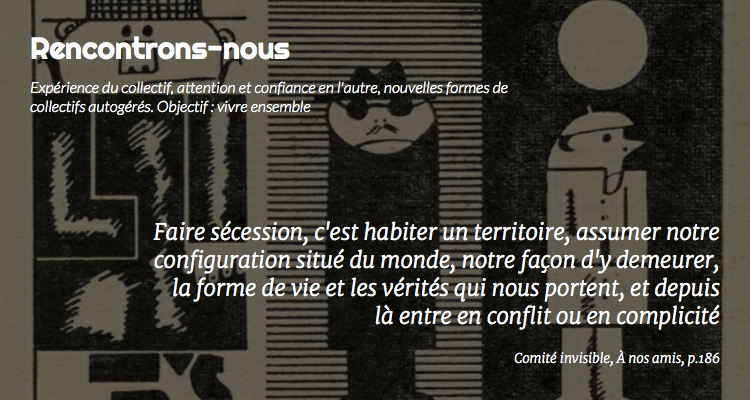 Rencontrons-nous
Expérience du collectif, attention et confiance en l'autre, nouvelles formes de
collectifs autogérés. Objectif : vivre ensemble
Faire sécession, c'est habiter un territoire, assumer notre
configuration situé du monde, notre façon d'y demeurer,
la forme de vie et les vérités qui nous portent, et depuis
là entre en conflit ou en complicité
Comité invisible, À nos amis, p.186